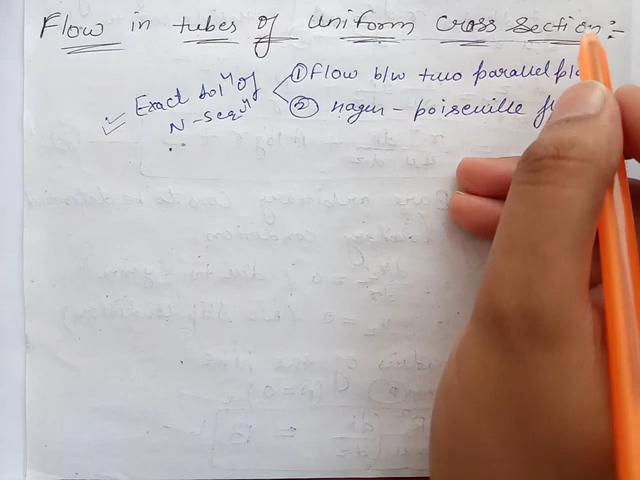 Flow in tubes of uniform cross section:-
Exact solⁿ of
N-s eqⁿ
① Flow b/w two parallel pla
② hagen - poiseuille f